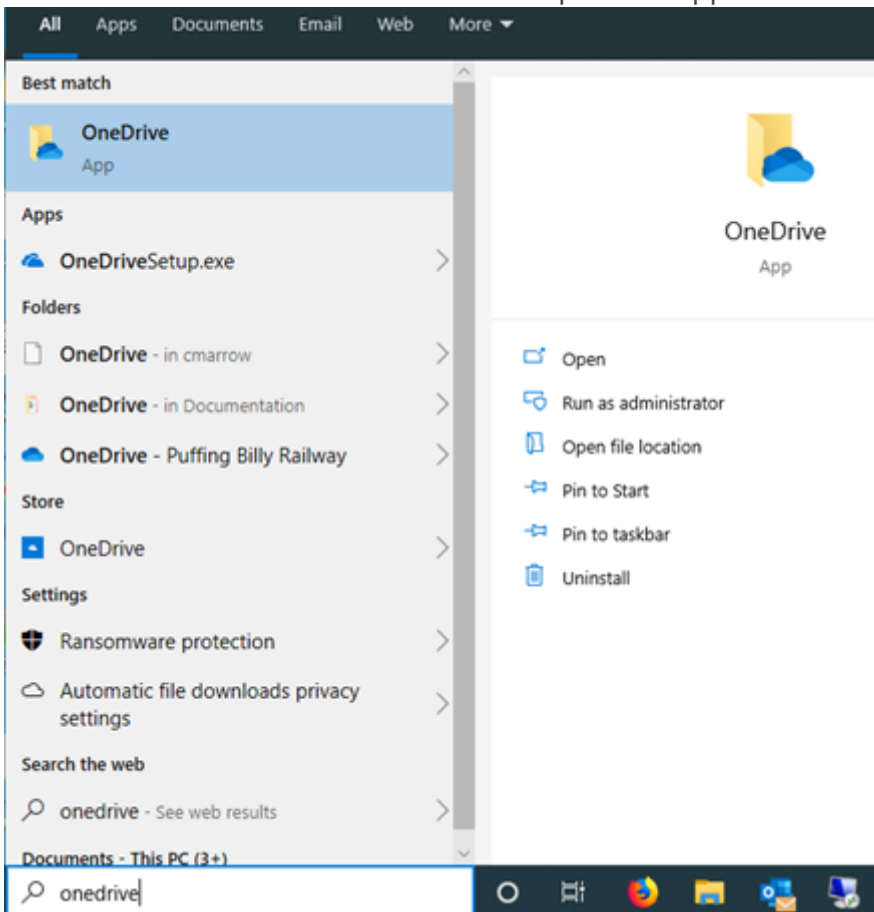 All Apps Documents Email Web More
Best match
OneDrive
App
Apps
OneDriveSetup.exe
Folders
OneDrive - in cmarrow
OneDrive - in Documentation
OneDrive - Puffing Billy Railway
Store
OneDrive
Settings
Ransomware protection
Automatic file downloads privacy
settings
Search the web
onedrive - See web results
Documents - This PC (3+)
onedrive
OneDrive
App
Open
Run as administrator
Open file location
Pin to Start
Pin to taskbar
Uninstall